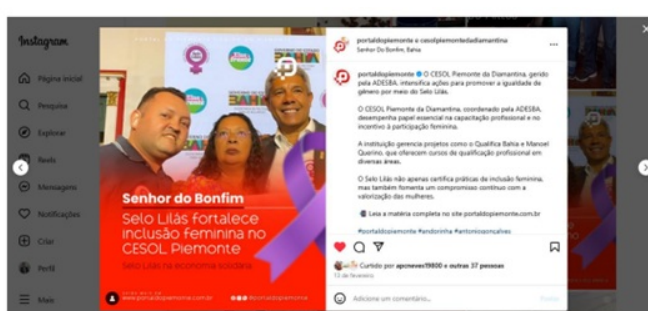 Instagram
Página inicial
Pesquisa
Explorar
Reels
Mensagens
Notificações
Criar
Perfil
Mais
GOVERNO DO ESTADO
BAHIA
Senhor do Bonfim
Selo Lilás fortalece
inclusão feminina no
CESOL Piemonte
Selo Lilás na economia solidária
www.portaldopiemonte.com.br
@portaldopiemonte
portaldopiemonte e cesolpiemontedadiamantina
Senhor Do Bonfim, Bahia
portaldopiemonte O CESOL Piemonte da Diamantina, gerido
pela ADESBA, intensifica ações para promover a igualdade de
gênero por meio do Selo Lilás.
O CESOL Piemonte da Diamantina, coordenado pela ADESBA,
desempenha papel essencial na capacitação profissional e no
incentivo à participação feminina.
A instituição gerencia projetos como o Qualifica Bahia e Manoel
Querino, que oferecem cursos de qualificação profissional em
diversas áreas.
O Selo Lilás não apenas certifica práticas de inclusão feminina,
mas também fomenta um compromisso contínuo com a
valorização das mulheres.
Leia a matéria completa no site portaldopiemonte.com.br
#portaldopiemonte #andorinha #antoniogonçalves
Curtido por apcneves19800 e outras 37 pessoas
13 de fevereiro
Adicione um comentário...
Postar